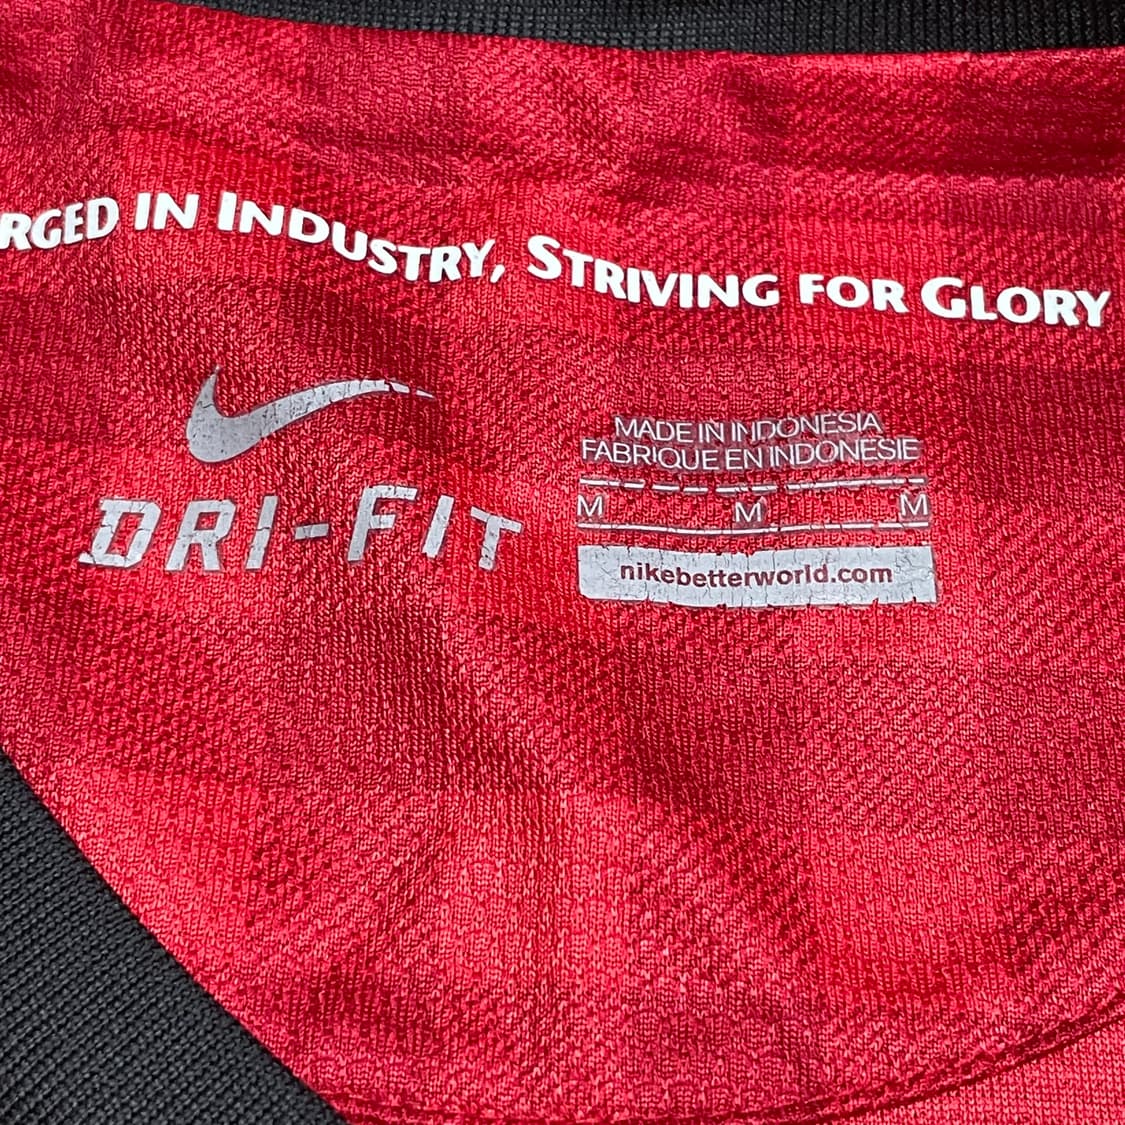 RGED IN INDUSTRY, STRIVING FOR GLORY
DRI-FIT
MADE IN INDONESIA
FABRIQUE EN INDONESIE
M M M
nikebetterworld.com